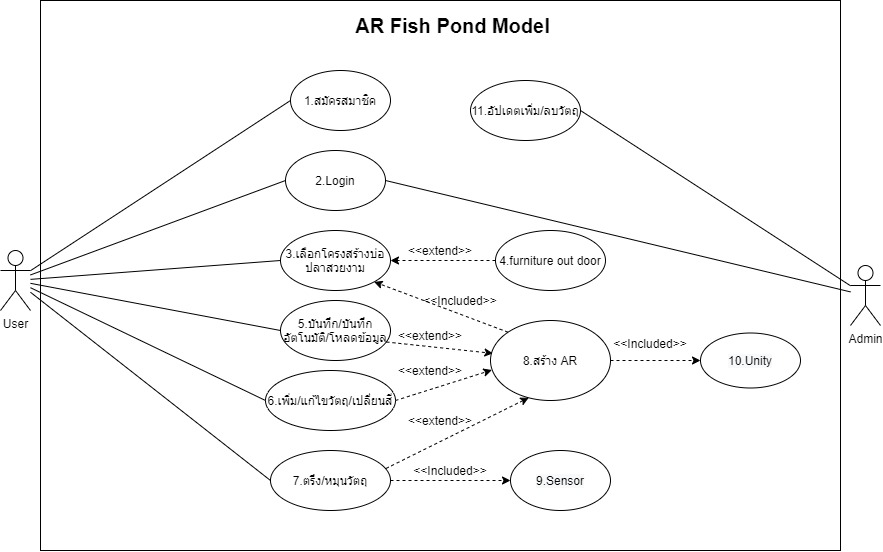 AR Fish Pond Model
1.สมัครสมาชิค
11.อัปเดตเพิ่ม/ลบวัตถุ
2.Login
3.เลือกโครงสร้างบ่อ
ปลาสวยงาม
<<extend>>
4.furniture out door
<<Included>>
User
Admin
5.บันทึก/บันทึก
อัตโนมัติ/โหลดข้อมูล
<<extend>>
8.สร้าง AR
<<Included>>
10.Unity
<<extend>>
6.เพิ่ม/แก้ไขวัตถุ/เปลี่ยนสี
<<extend>>
7.ตรึง/หมุนวัตถุ
<<Included>>
9.Sensor